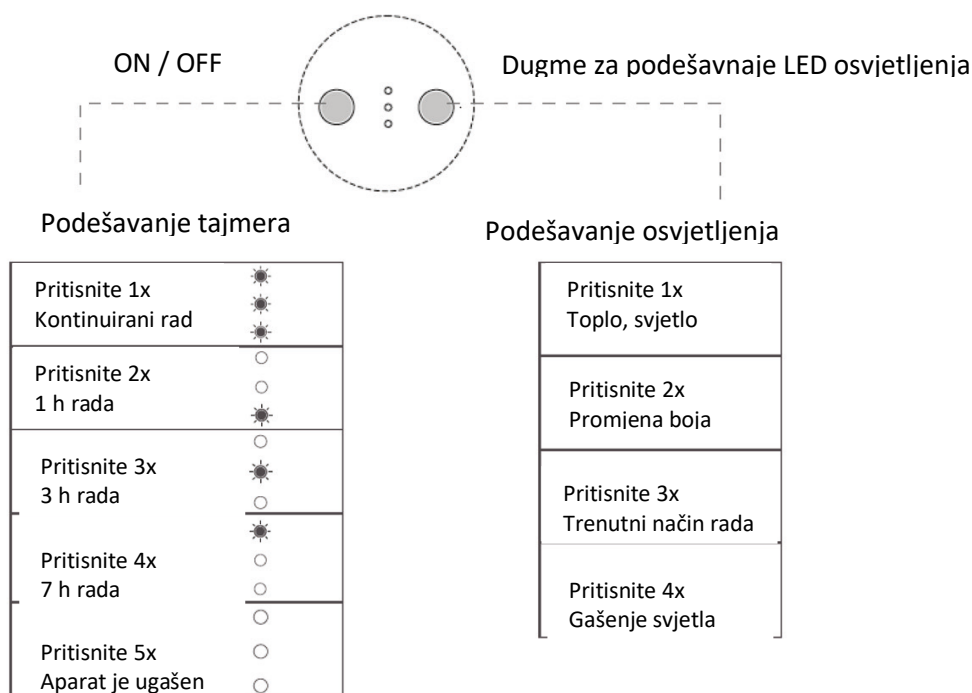 ON / OFF
Dugme za podešavnaje LED osvjetljenja
Podešavanje tajmera
Pritisnite 1x
Kontinuirani rad
Pritisnite 2x
1 h rada
Pritisnite 3x
3 h rada
Pritisnite 4x
7 h rada
Pritisnite 5x
Aparat je ugašen
Podešavanje osvjetljenja
Pritisnite 1x
Toplo, svjetlo
Pritisnite 2x
Promjena boja
Pritisnite 3x
Trenutni način rada
Pritisnite 4x
Gašenje svjetla